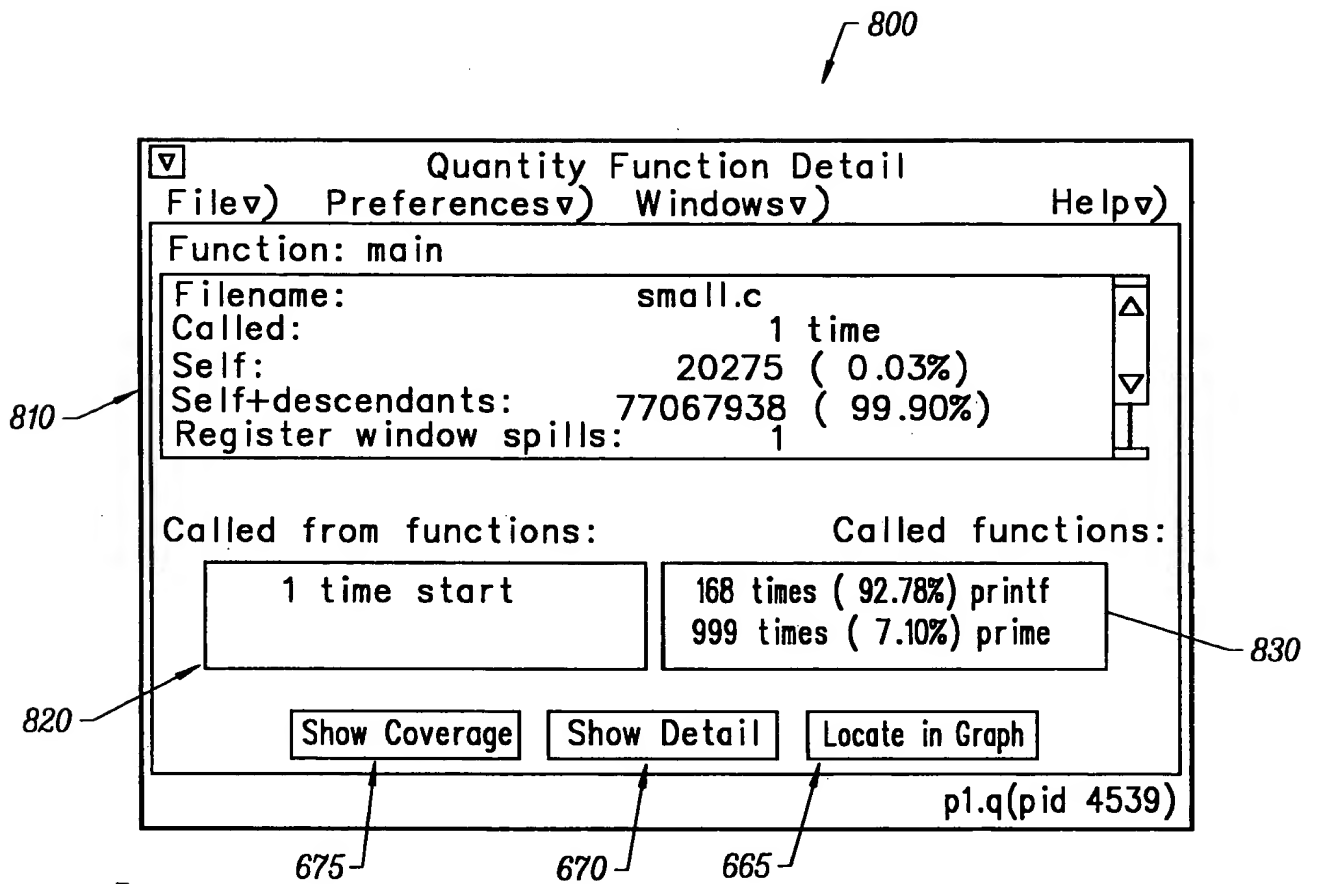 800
Quantity Function Detail
File▿) Preferences▿) Windows▿) Help▿)
Function: main
Filename: small.c
Called: 1 time
Self: 20275 ( 0.03%)
Self+descendants: 77067938 ( 99.90%)
Register window spills: 1
810
Called from functions: Called functions:
1 time start
168 times ( 92.78%) printf
999 times ( 7.10%) prime
830
820
Show Coverage Show Detail Locate in Graph
p1.q(pid 4539)
675 670 665